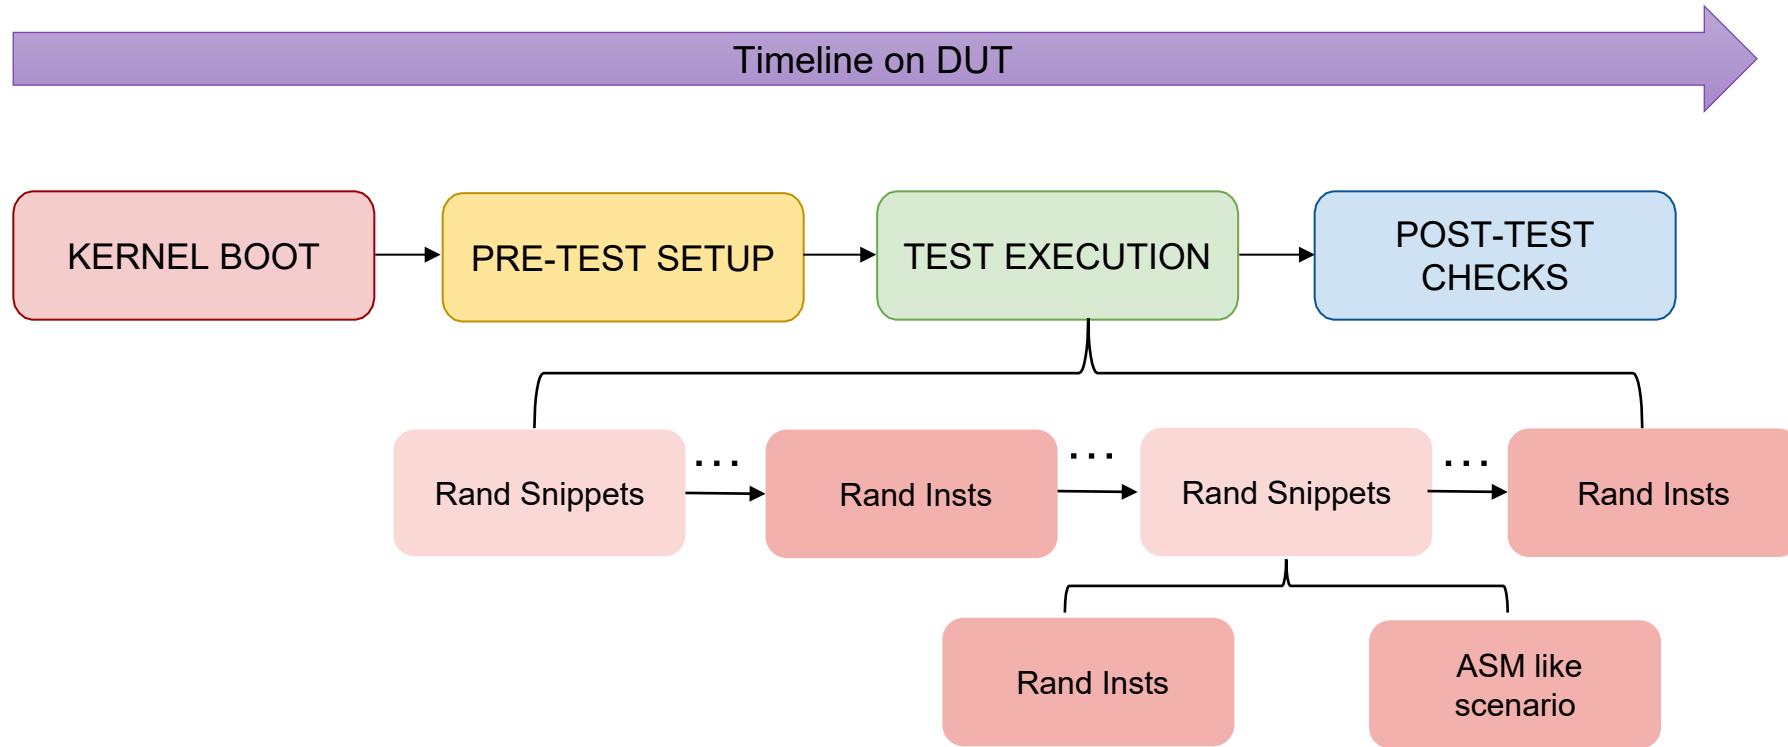 Timeline on DUT
KERNEL BOOT
PRE-TEST SETUP
TEST EXECUTION
POST-TEST
CHECKS
Rand Snippets
...
Rand Insts
...
Rand Snippets
...
Rand Insts
Rand Insts
ASM like
scenario